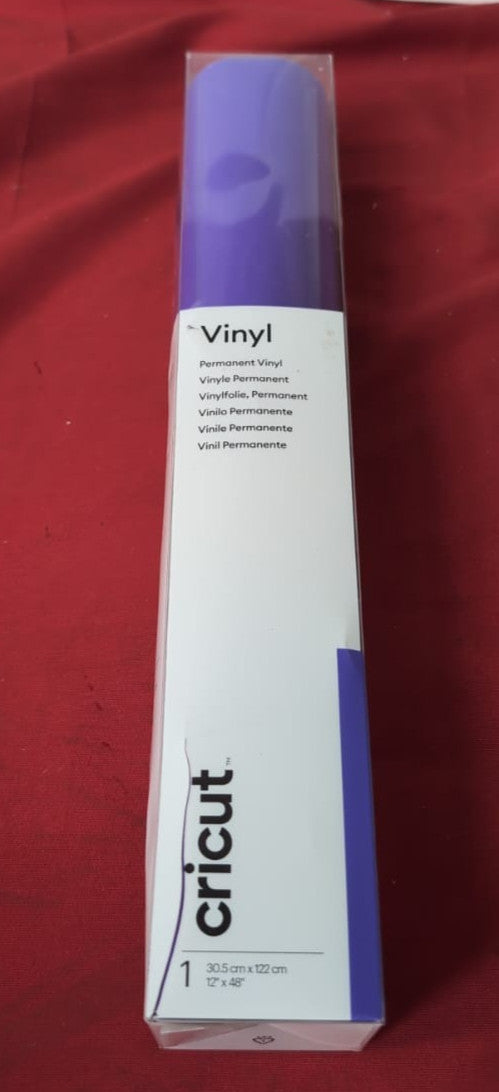 Vinyl
Permanent Vinyl
Vinyle Permanent
Vinylfolie, Permanent
Vinilo Permanente
Vinile Permanente
Vinil Permanente
cricut™
1
30.5 cm x 122 cm
12" x 48"